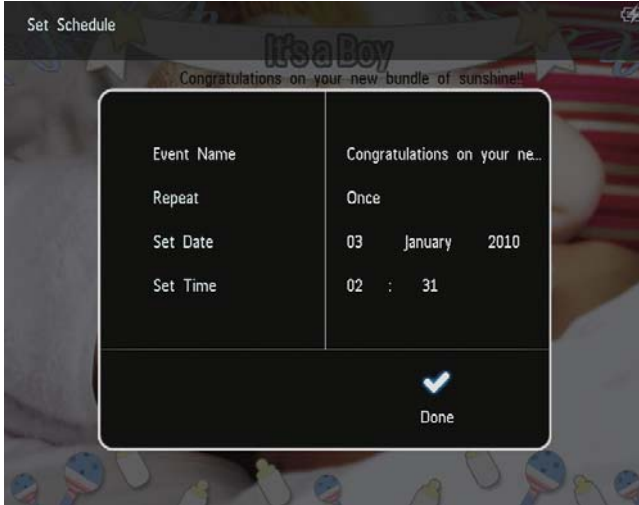 Set Schedule
It's a Boy
Congratulations on your new bundle of sunshine!!
Event Name Congratulations on your ne...
Repeat Once
Set Date 03 January 2010
Set Time 02 : 31
Done